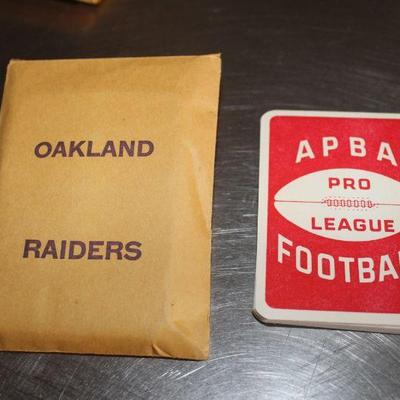 OAKLAND
RAIDERS
APBA
PRO
LEAGUE
FOOTBAL